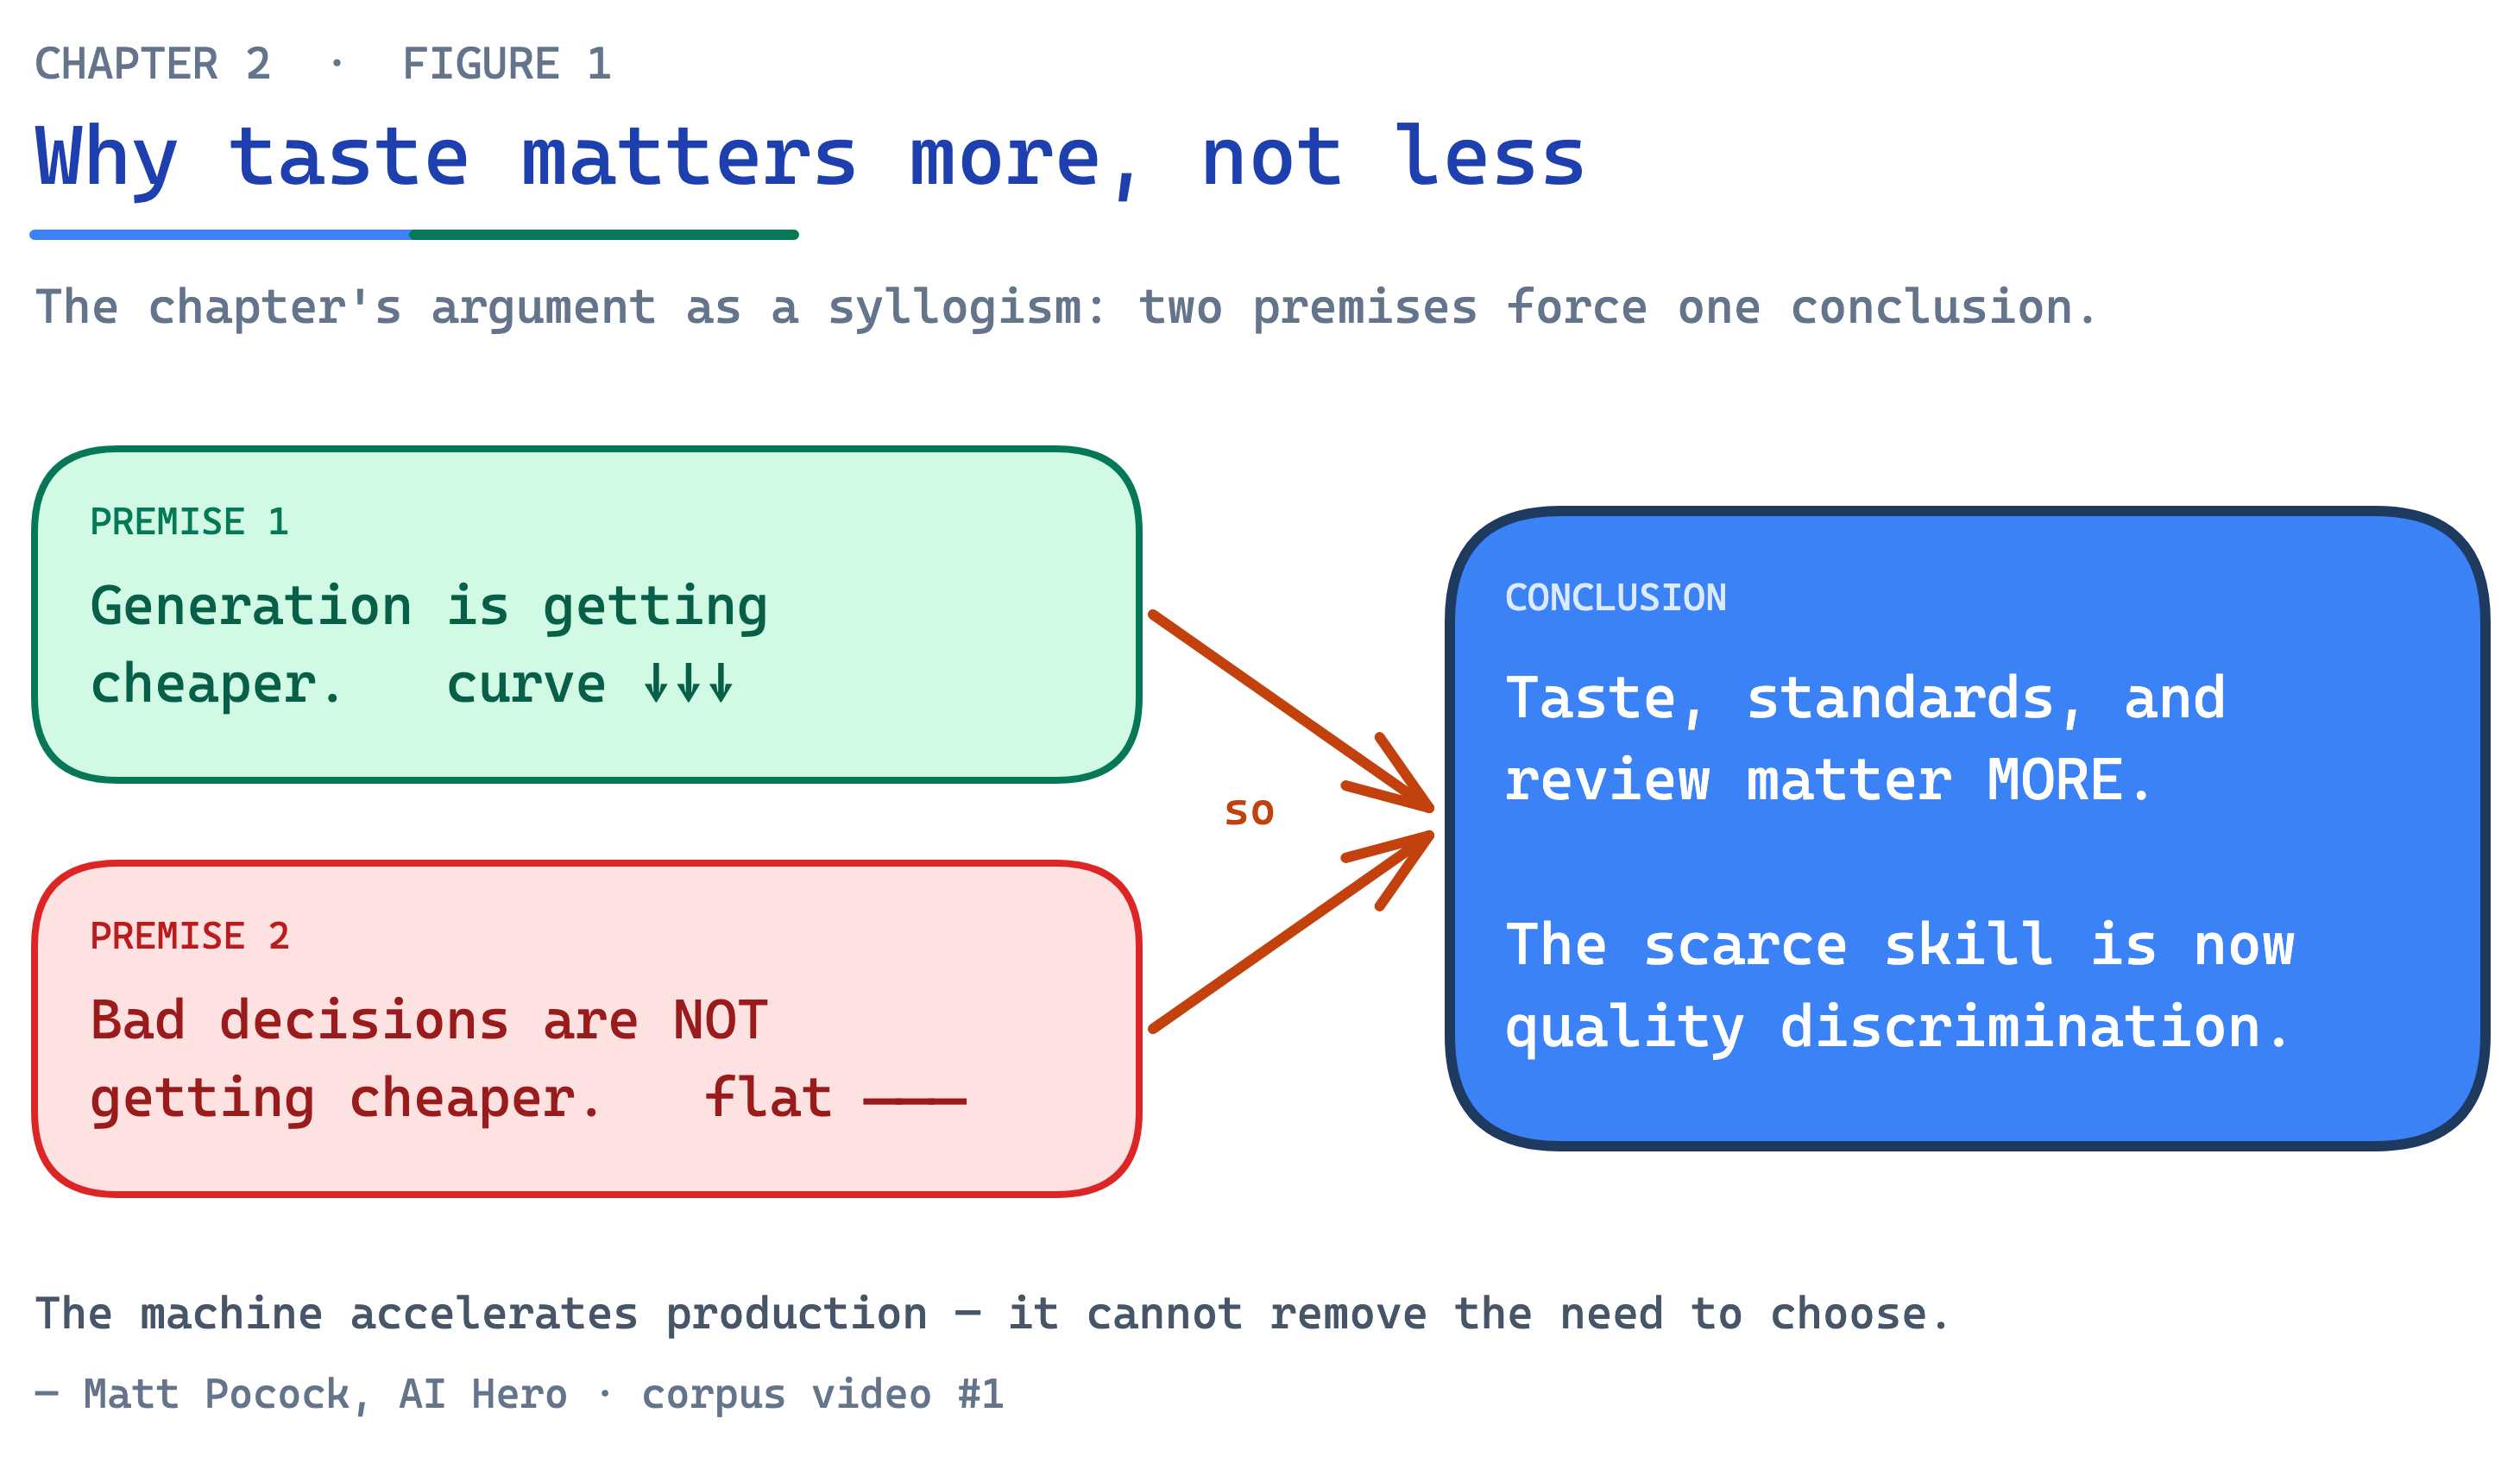 CHAPTER 2 · FIGURE 1
Why taste matters more, not less
The chapter's argument as a syllogism: two premises force one conclusion.
PREMISE 1
Generation is getting
cheaper. curve ↓↓↓
PREMISE 2
Bad decisions are NOT
getting cheaper. flat ———
so
CONCLUSION
Taste, standards, and
review matter MORE.
The scarce skill is now
quality discrimination.
The machine accelerates production — it cannot remove the need to choose.
— Matt Pocock, AI Hero · corpus video #1